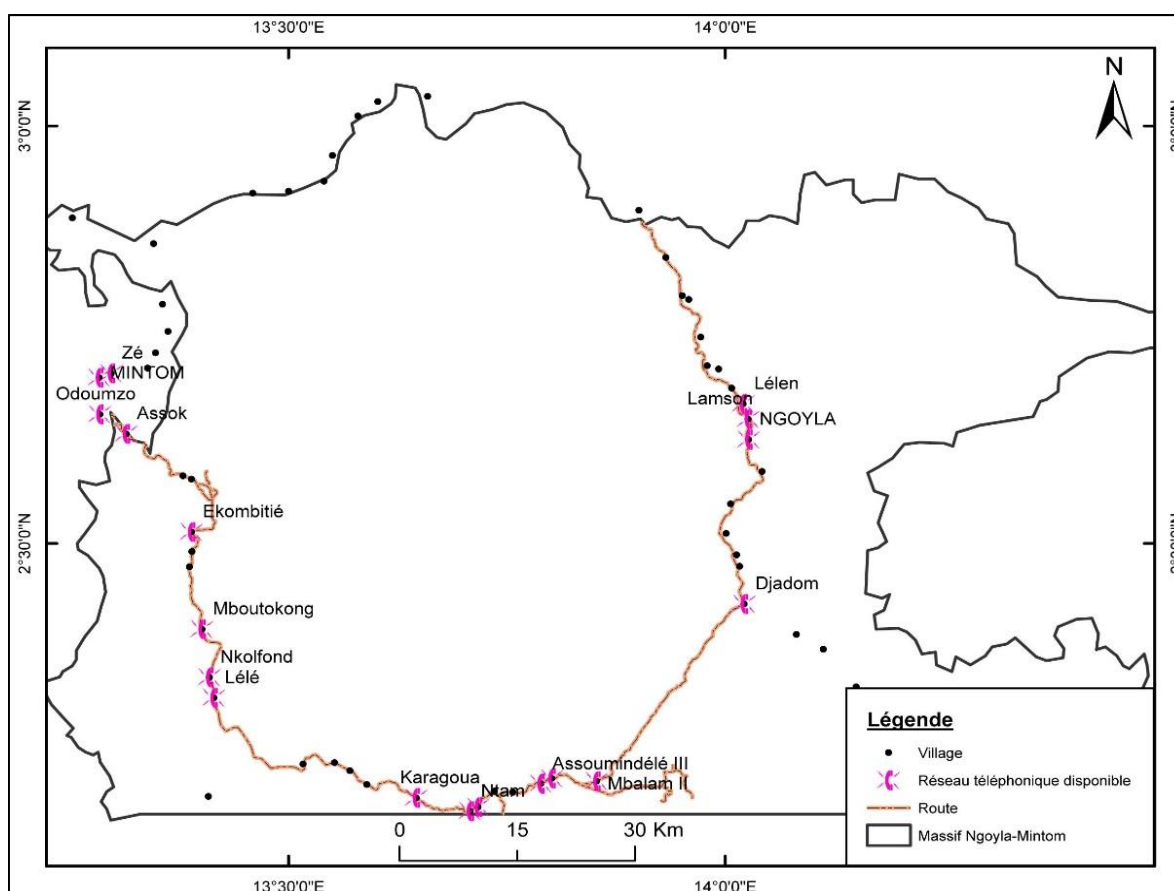 13°30'0"E 14°0'0"E
N
3°0'0"N
Zé
MINTOM
Odoumzo
Assok
Lélen
Lamson
NGOYLA
Ekombitié
2°30'0"N
Djadom
Mboutokong
Nkolfond
Lélé
Assoumindélé III
Karagoua
Mbalam II
Ntam
0 15 30 Km
Légende
Village
Réseau téléphonique disponible
Route
Massif Ngoyla-Mintom
13°30'0"E 14°0'0"E